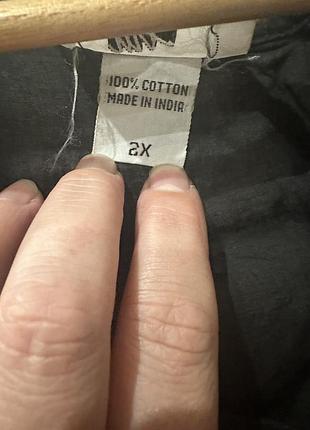 100% COTTON
MADE IN INDIA
2X